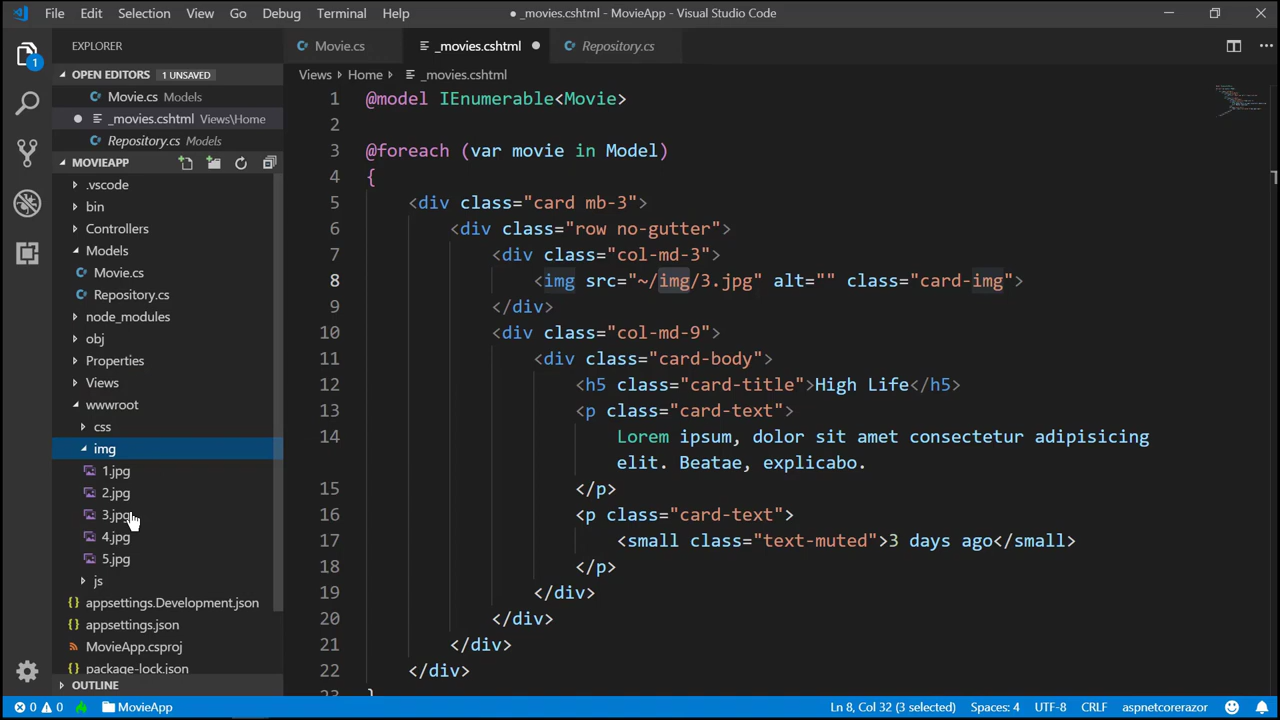 File Edit Selection View Go Debug Terminal Help
● _movies.cshtml - MovieApp - Visual Studio Code
EXPLORER
OPEN EDITORS 1 UNSAVED
Movie.cs Models
_movies.cshtml Views\Home
Repository.cs Models
MOVIEAPP
.vscode
bin
Controllers
Models
Movie.cs
Repository.cs
node_modules
obj
Properties
Views
wwwroot
css
img
1.jpg
2.jpg
3.jpg
4.jpg
5.jpg
js
appsettings.Development.json
appsettings.json
MovieApp.csproj
package-lock.json
OUTLINE
1
Movie.cs _movies.cshtml Repository.cs
Views Home _movies.cshtml
1 @model IEnumerable<Movie>
2
3 @foreach (var movie in Model)
4 {
5 <div class="card mb-3">
6 <div class="row no-gutter">
7 <div class="col-md-3">
8 <img src="~/img/3.jpg" alt="" class="card-img">
9 </div>
10 <div class="col-md-9">
11 <div class="card-body">
12 <h5 class="card-title">High Life</h5>
13 <p class="card-text">
14 Lorem ipsum, dolor sit amet consectetur adipisicing
elit. Beatae, explicabo.
15 </p>
16 <p class="card-text">
17 <small class="text-muted">3 days ago</small>
18 </p>
19 </div>
20 </div>
21 </div>
22 </div>
23 }
0 0 MovieApp Ln 8, Col 32 (3 selected) Spaces: 4 UTF-8 CRLF aspnetcorerazor